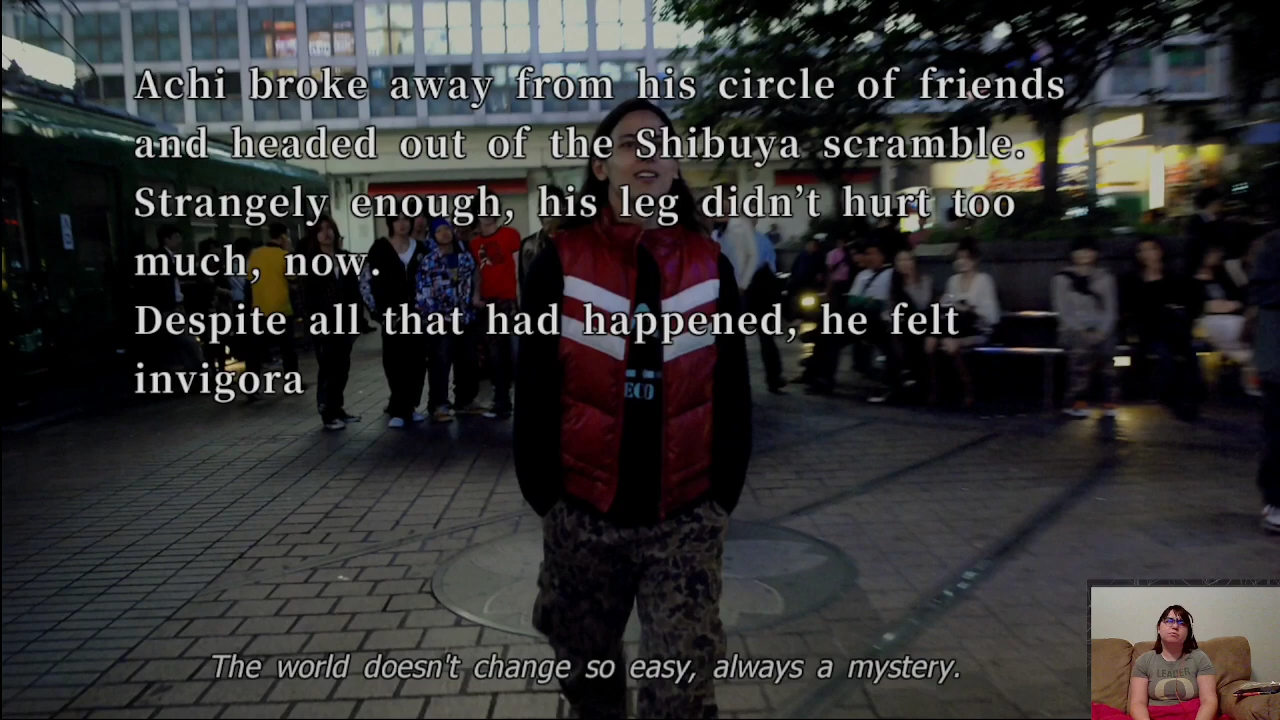 Achi broke away from his circle of friends
and headed out of the Shibuya scramble.
Strangely enough, his leg didn't hurt too
much, now.
Despite all that had happened, he felt
invigora
ECO
The world doesn't change so easy, always a mystery.
LEADER